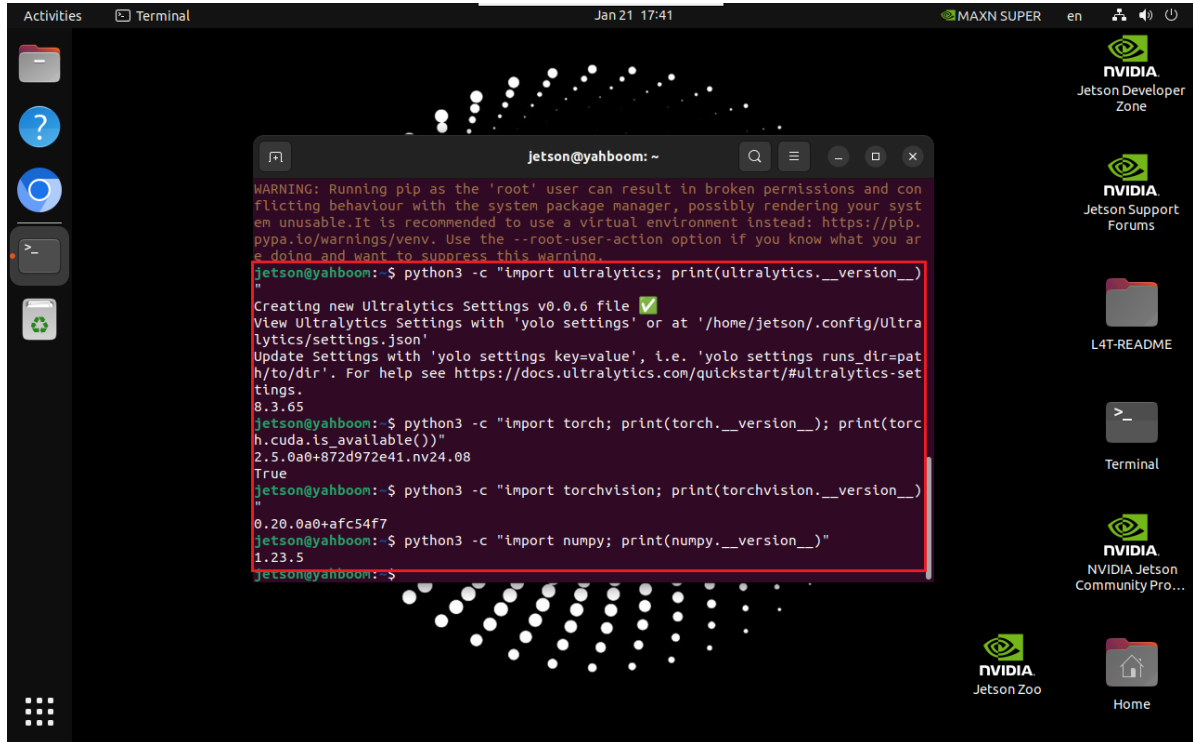 Activities
Terminal
Jan 21 17:41
MAXN SUPER
en
jetson@yahboom: ~
WARNING: Running pip as the 'root' user can result in broken permissions and con
flicting behaviour with the system package manager, possibly rendering your syst
em unusable.It is recommended to use a virtual environment instead: https://pip.
pypa.io/warnings/venv. Use the --root-user-action option if you know what you ar
e doing and want to suppress this warning.
jetson@yahboom:~$ python3 -c "import ultralytics; print(ultralytics.__version__)
"
Creating new Ultralytics Settings v0.0.6 file ✅
View Ultralytics Settings with 'yolo settings' or at '/home/jetson/.config/Ultra
lytics/settings.json'
Update Settings with 'yolo settings key=value', i.e. 'yolo settings runs_dir=pat
h/to/dir'. For help see https://docs.ultralytics.com/quickstart/#ultralytics-set
tings.
8.3.65
jetson@yahboom:~$ python3 -c "import torch; print(torch.__version__); print(torc
h.cuda.is_available())"
2.5.0a0+872d972e41.nv24.08
True
jetson@yahboom:~$ python3 -c "import torchvision; print(torchvision.__version__)
"
0.20.0a0+afc54f7
jetson@yahboom:~$ python3 -c "import numpy; print(numpy.__version__)"
1.23.5
jetson@yahboom:~$
NVIDIA.
Jetson Developer
Zone
NVIDIA.
Jetson Support
Forums
L4T-README
>_
Terminal
NVIDIA.
NVIDIA Jetson
Community Pro...
NVIDIA.
Jetson Zoo
Home